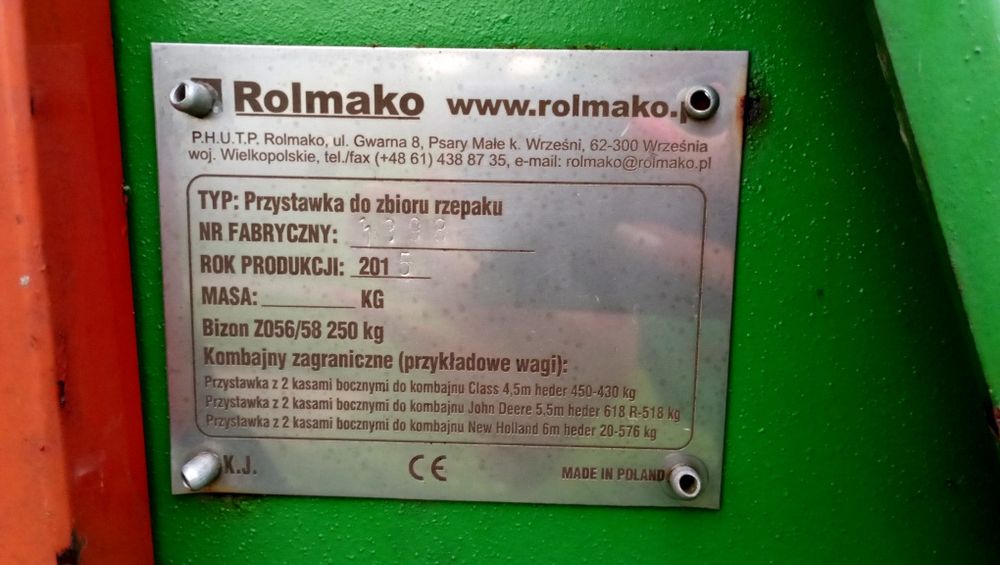 Rolmako www.rolmako.p
P.H.U.T.P. Rolmako, ul. Gwarna 8, Psary Małe k. Wrześni, 62-300 Września
woj. Wielkopolskie, tel./fax (+48 61) 438 87 35, e-mail: rolmako@rolmako.pl
TYP: Przystawka do zbioru rzepaku
NR FABRYCZNY:
ROK PRODUKCJI: 2015
MASA: KG
Bizon ZO56/58 250 kg
Kombajny zagraniczne (przykładowe wagi):
Przystawka z 2 kasami bocznymi do kombajnu Class 4,5m heder 450-430 kg
Przystawka z 2 kasami bocznymi do kombajnu John Deere 5,5m heder 618 R-518 kg
Przystawka z 2 kasami bocznymi do kombajnu New Holland 6m heder 20-576 kg
K.J. CE MADE IN POLAND